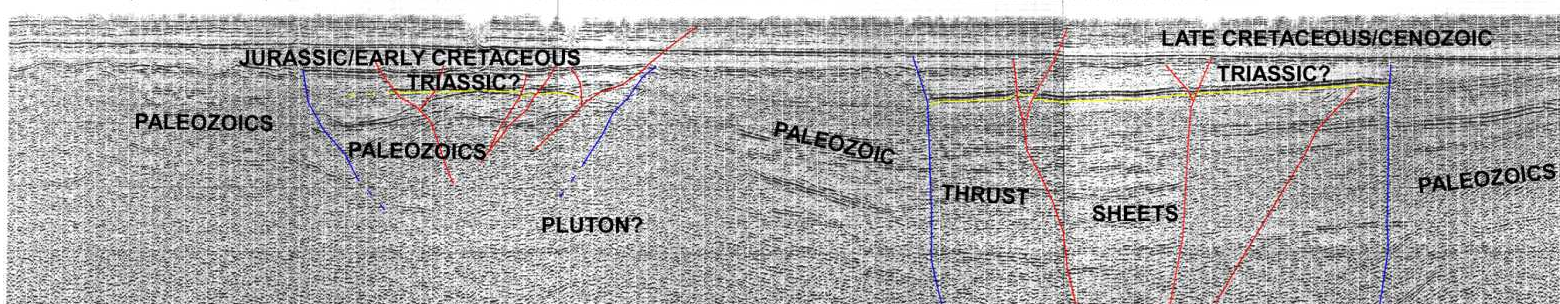 LATE CRETACEOUS/CENOZOIC
JURASSIC/EARLY CRETACEOUS
TRIASSIC?
TRIASSIC?
PALEOZOICS
PALEOZOIC
PALEOZOICS
PALEOZOICS
THRUST
SHEETS
PLUTON?